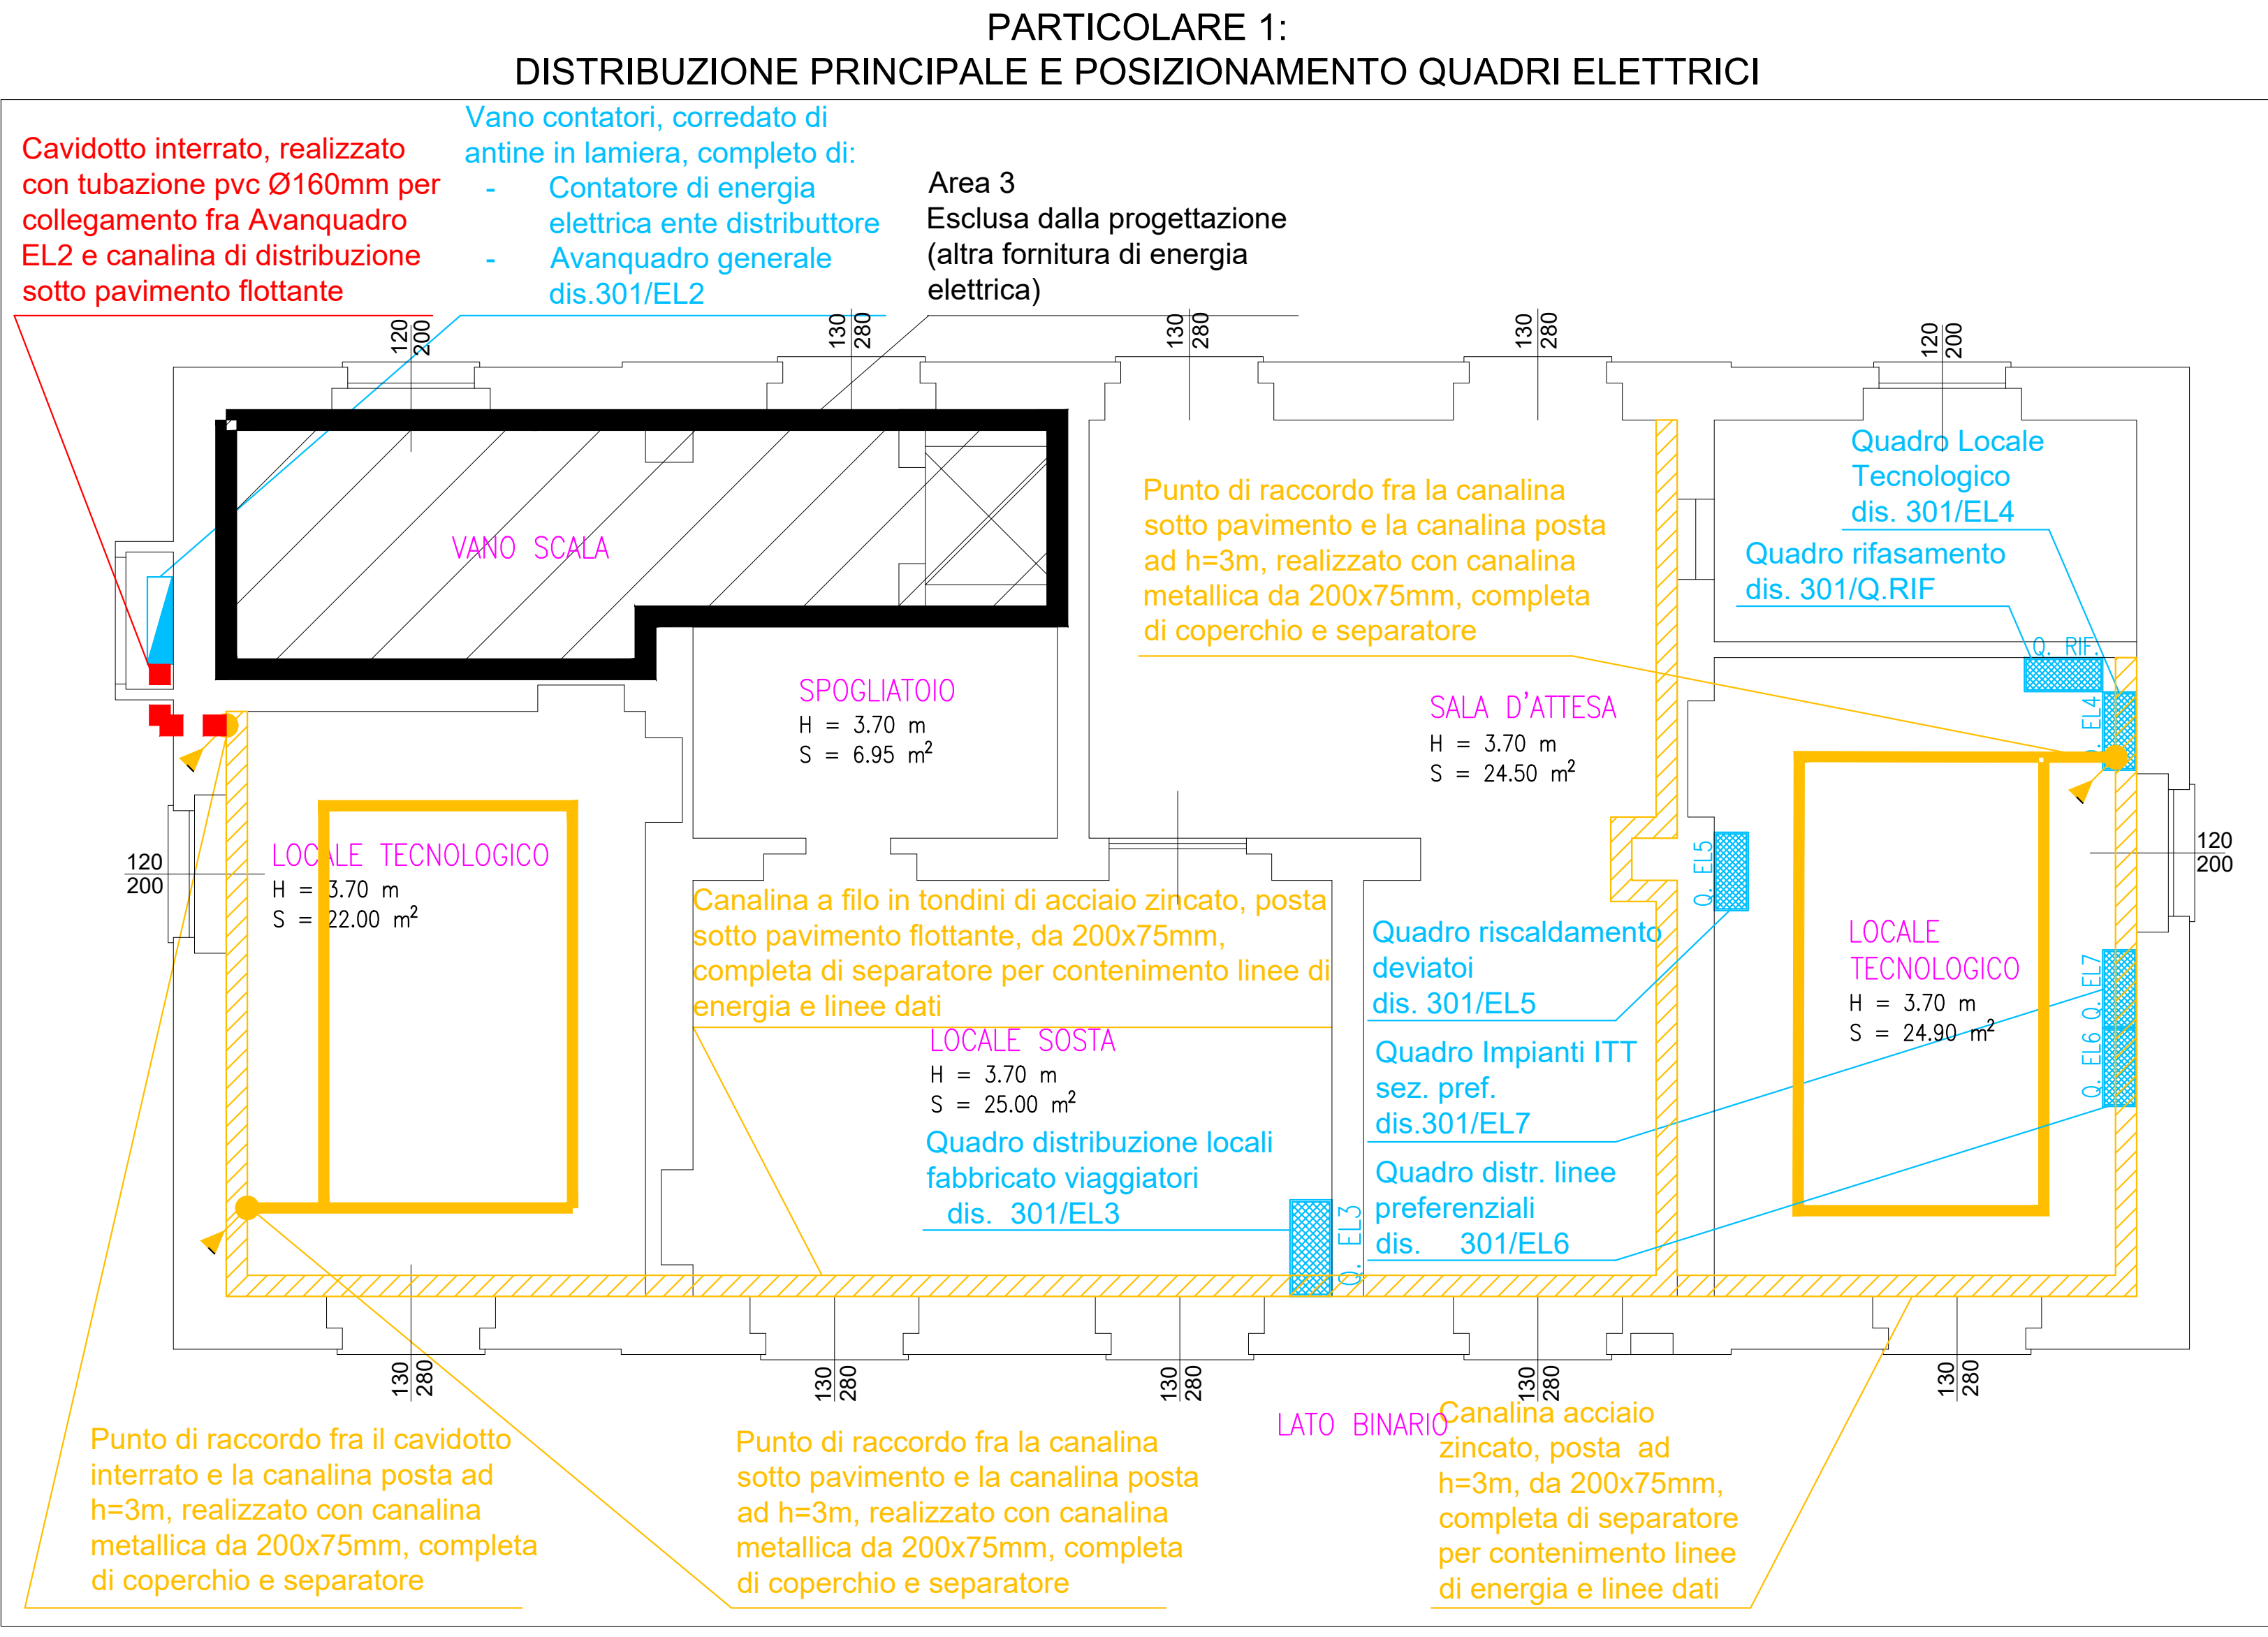 PARTICOLARE 1:
DISTRIBUZIONE PRINCIPALE E POSIZIONAMENTO QUADRI ELETTRICI
Cavidotto interrato, realizzato
con tubazione pvc Ø160mm per
collegamento fra Avanquadro
EL2 e canalina di distribuzione
sotto pavimento flottante
Vano contatori, corredato di
antine in lamiera, completo di:
- Contatore di energia
elettrica ente distributtore
- Avanquadro generale
dis.301/EL2
Area 3
Esclusa dalla progettazione
(altra fornitura di energia
elettrica)
120
200
130
280
130
280
130
280
120
200
VANO SCALA
Punto di raccordo fra la canalina
sotto pavimento e la canalina posta
ad h=3m, realizzato con canalina
metallica da 200x75mm, completa
di coperchio e separatore
Quadro Locale
Tecnologico
dis. 301/EL4
Quadro rifasamento
dis. 301/Q.RIF
Q. RIF.
Q. EL4
SPOGLIATOIO
H = 3.70 m
S = 6.95 m²
SALA D'ATTESA
H = 3.70 m
S = 24.50 m²
120
200
LOCALE TECNOLOGICO
H = 3.70 m
S = 22.00 m²
120
200
Q. EL5
Canalina a filo in tondini di acciaio zincato, posta
sotto pavimento flottante, da 200x75mm,
completa di separatore per contenimento linee di
energia e linee dati
Quadro riscaldamento
deviatoi
dis. 301/EL5
LOCALE
TECNOLOGICO
H = 3.70 m
S = 24.90 m²
Q. EL7
Q. EL6
LOCALE SOSTA
H = 3.70 m
S = 25.00 m²
Quadro Impianti ITT
sez. pref.
dis.301/EL7
Quadro distribuzione locali
fabbricato viaggiatori
dis. 301/EL3
Q. EL3
Quadro distr. linee
preferenziali
dis. 301/EL6
130
280
130
280
130
280
130
280
130
280
LATO BINARIO
Punto di raccordo fra il cavidotto
interrato e la canalina posta ad
h=3m, realizzato con canalina
metallica da 200x75mm, completa
di coperchio e separatore
Punto di raccordo fra la canalina
sotto pavimento e la canalina posta
ad h=3m, realizzato con canalina
metallica da 200x75mm, completa
di coperchio e separatore
Canalina acciaio
zincato, posta ad
h=3m, da 200x75mm,
completa di separatore
per contenimento linee
di energia e linee dati